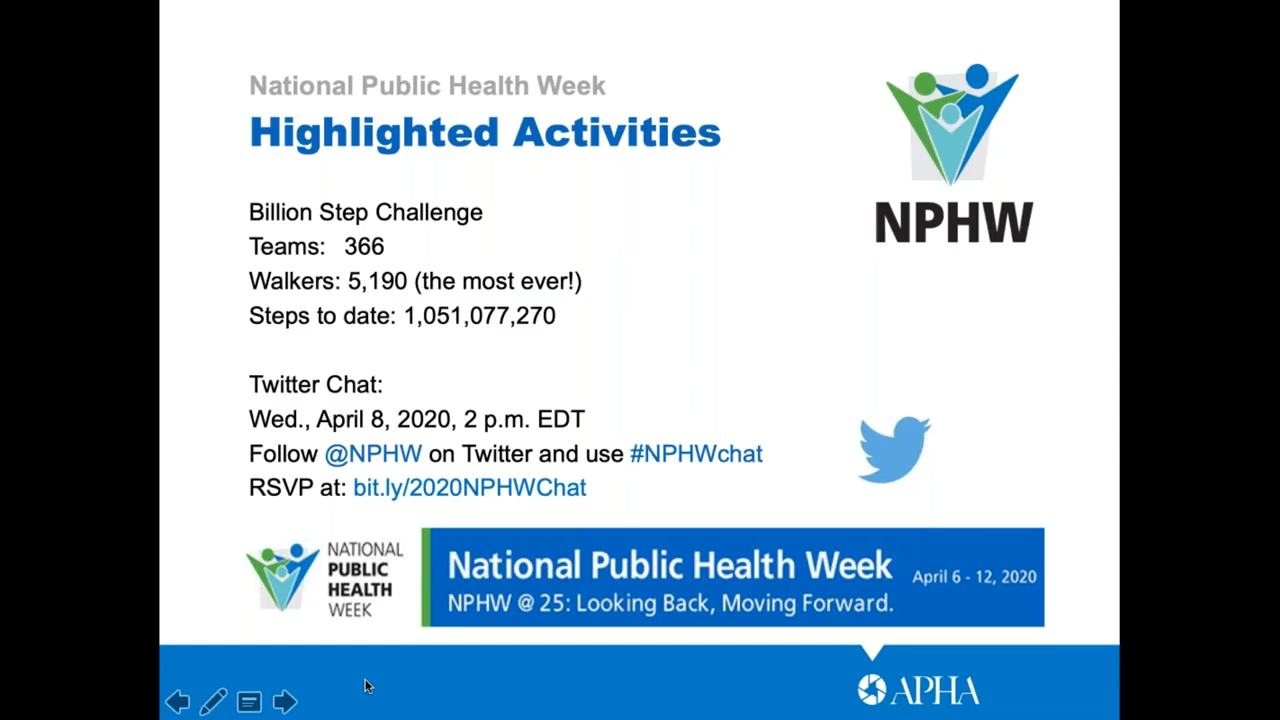 National Public Health Week
Highlighted Activities
NPHW
Billion Step Challenge
Teams: 366
Walkers: 5,190 (the most ever!)
Steps to date: 1,051,077,270
Twitter Chat:
Wed., April 8, 2020, 2 p.m. EDT
Follow @NPHW on Twitter and use #NPHWchat
RSVP at: bit.ly/2020NPHWChat
NATIONAL
PUBLIC
HEALTH
WEEK
National Public Health Week April 6 - 12, 2020
NPHW @ 25: Looking Back, Moving Forward.
APHA